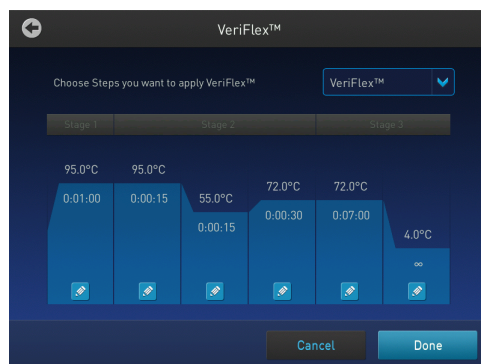 VeriFlex™
Choose Steps you want to apply VeriFlex™
VeriFlex™
Stage 1 Stage 2 Stage 3
95.0°C 95.0°C 55.0°C 72.0°C 72.0°C 4.0°C
0:01:00 0:00:15 0:00:15 0:00:30 0:07:00 ∞
Cancel Done